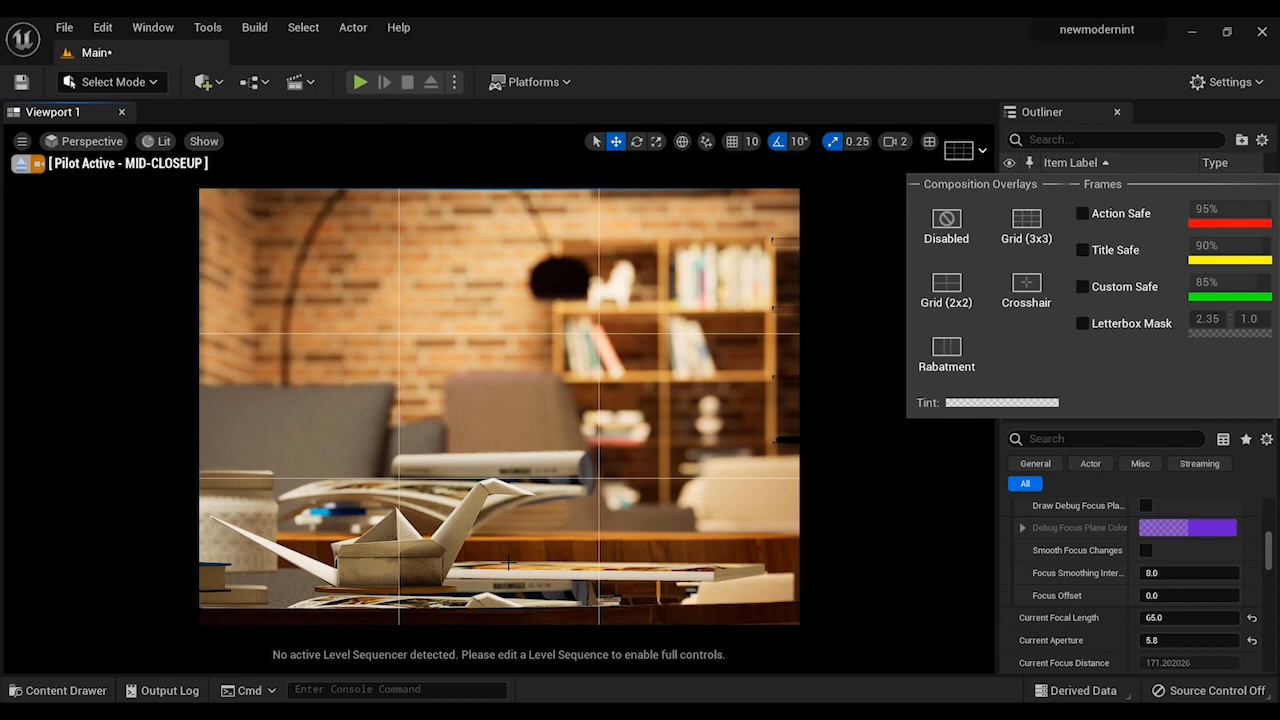 File Edit Window Tools Build Select Actor Help
newmodernint
Main*
Select Mode
Platforms
Settings
Viewport 1
Outliner
Perspective Lit Show
10 10° 0.25 2
Search...
[ Pilot Active - MID-CLOSEUP ]
Item Label Type
Composition Overlays Frames
Disabled Grid (3x3)
Grid (2x2) Crosshair
Rabatment
Tint:
Action Safe 95%
Title Safe 90%
Custom Safe 85%
Letterbox Mask 2.35 : 1.0
Search
General Actor Misc Streaming
All
Draw Debug Focus Pla...
Debug Focus Plane Color
Smooth Focus Changes
Focus Smoothing Inter... 8.0
Focus Offset 0.0
Current Focal Length 65.0
Current Aperture 5.8
Current Focus Distance 171.202026
No active Level Sequencer detected. Please edit a Level Sequence to enable full controls.
Content Drawer Output Log Cmd Enter Console Command Derived Data Source Control Off